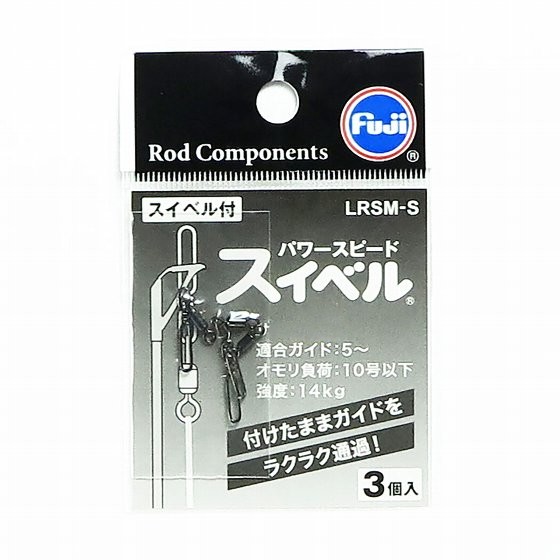 Fuji
®
Rod Components
スイベル付
LRSM-S
パワースピード
スイベル®
適合ガイド：5〜
オモリ負荷：10号以下
強度：14kg
付けたままガイドを
ラクラク通過！
3個入